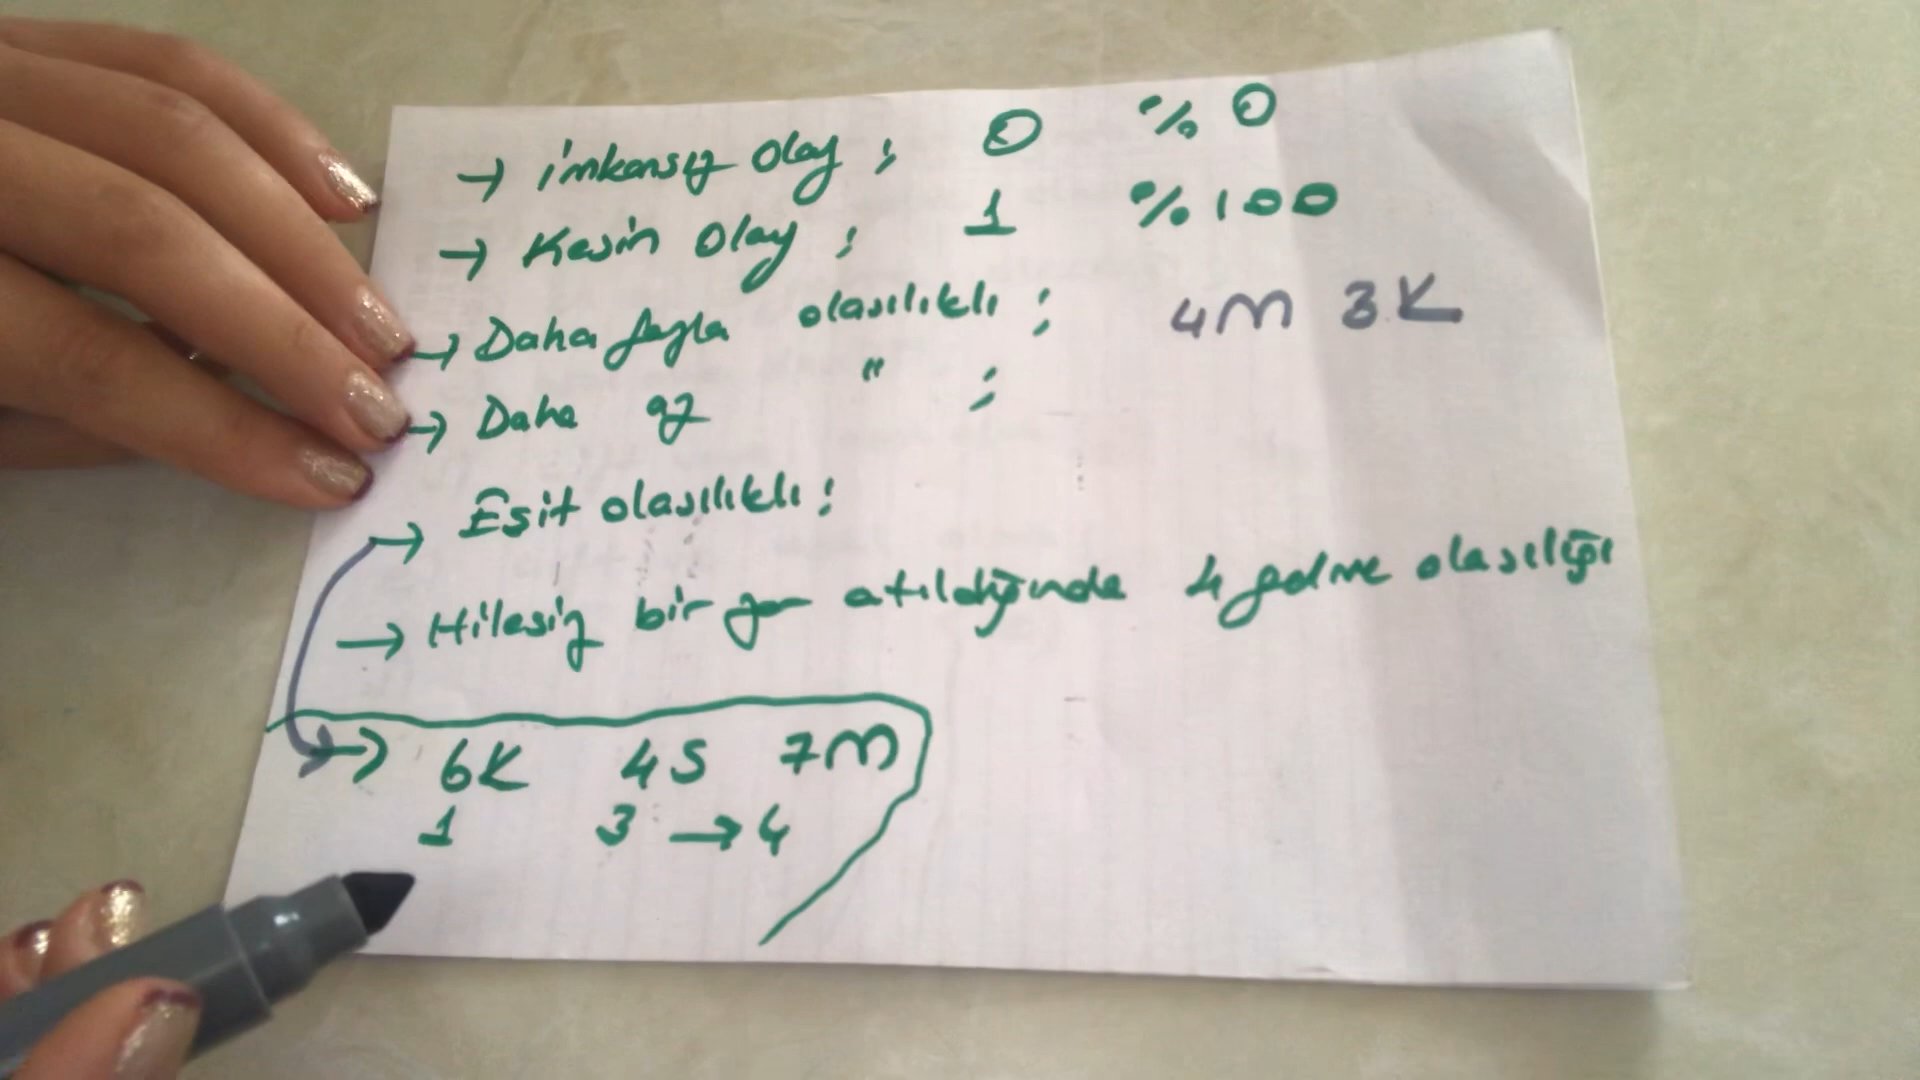 → imkansız olay ; 0 % 0
→ Kesin olay ; 1 % 100
→ Daha fazla olasılıklı ; 4M 3K
→ Daha az " ;
→ Eşit olasılıklı ;
→ Hilesiz bir zar atıldığında 4 gelme olasılığı
→ 6K 4S 7M
1 3 → 4